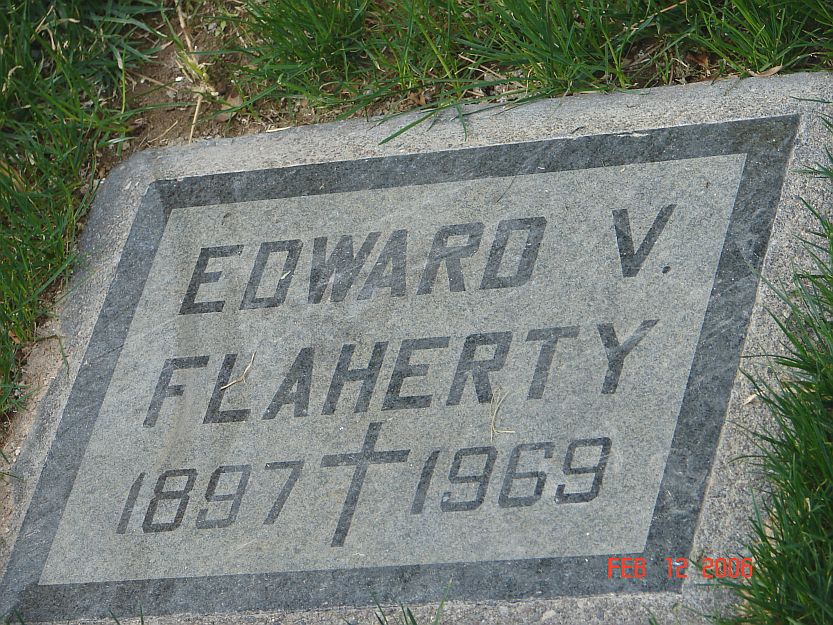 EDWARD V.
FLAHERTY
1897 1969
FEB 12 2006